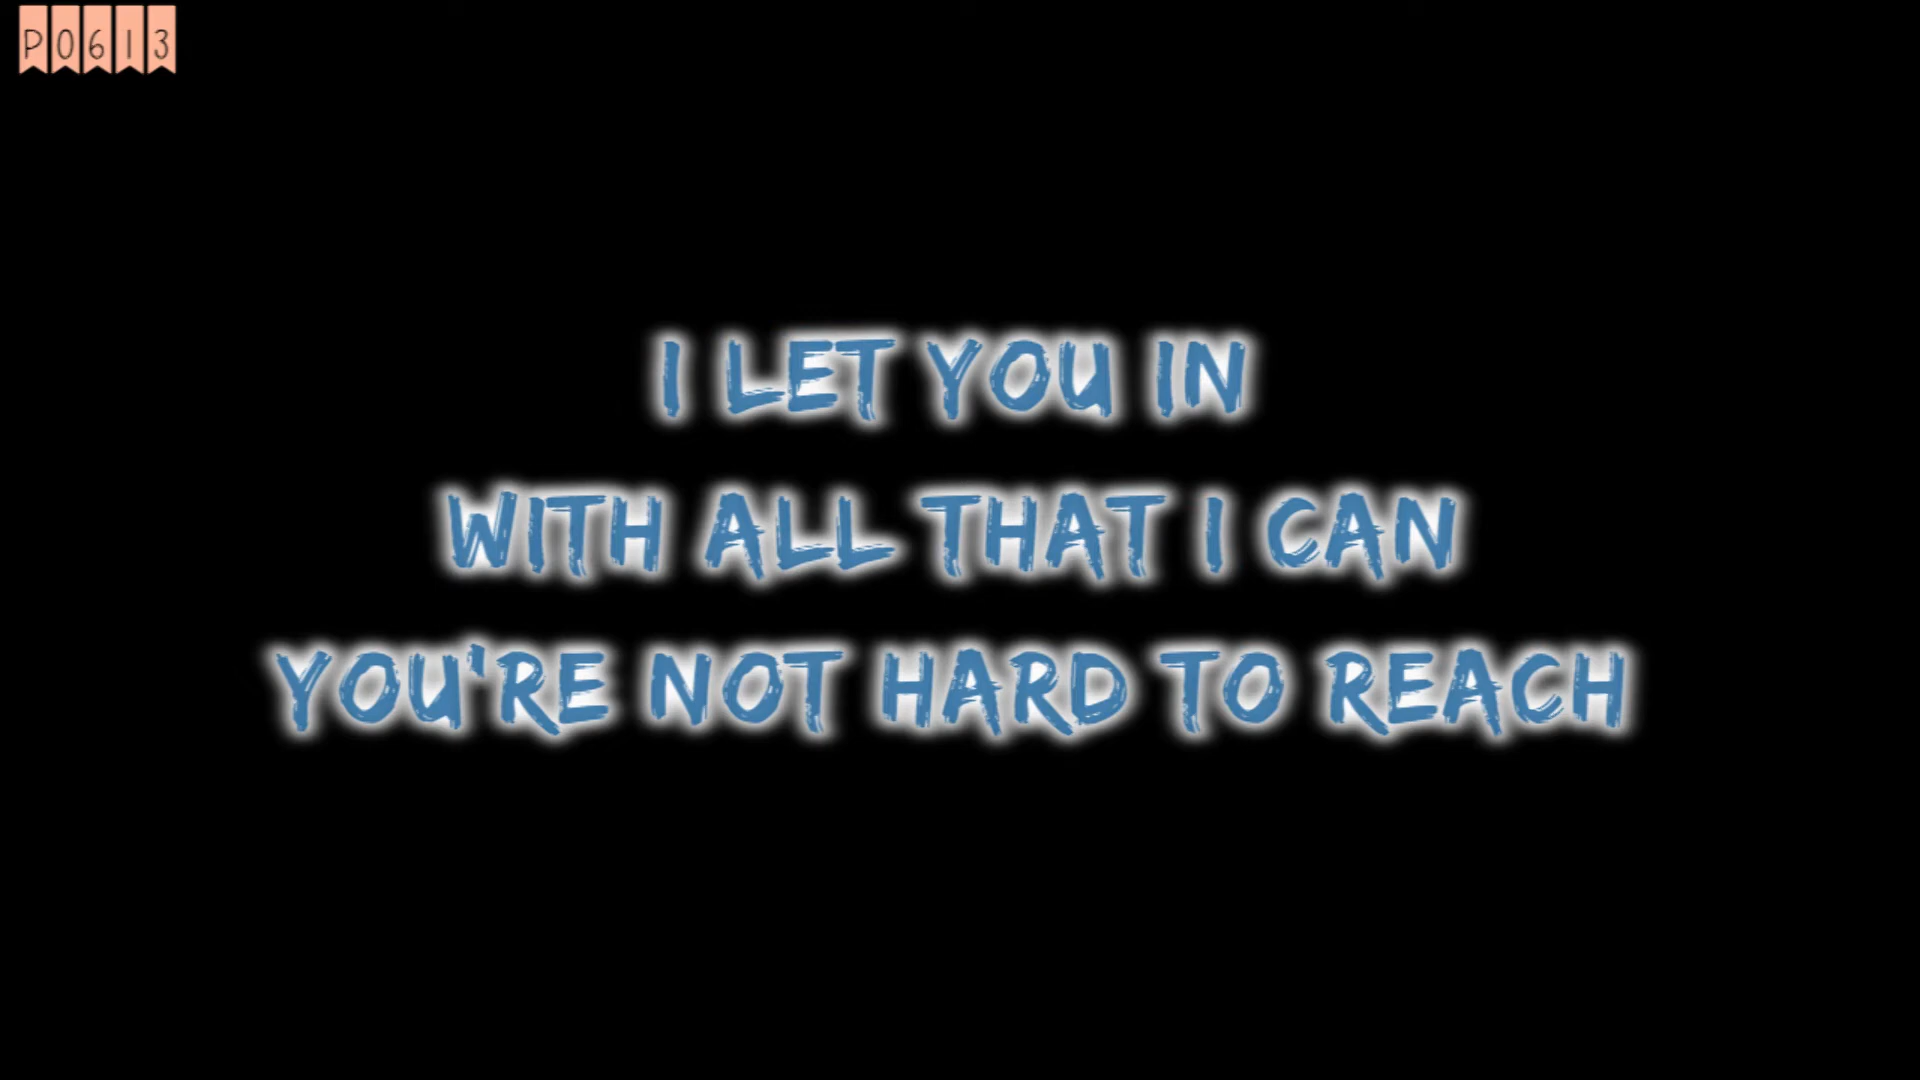 P0613
I LET YOU IN
WITH ALL THAT I CAN
YOU'RE NOT HARD TO REACH